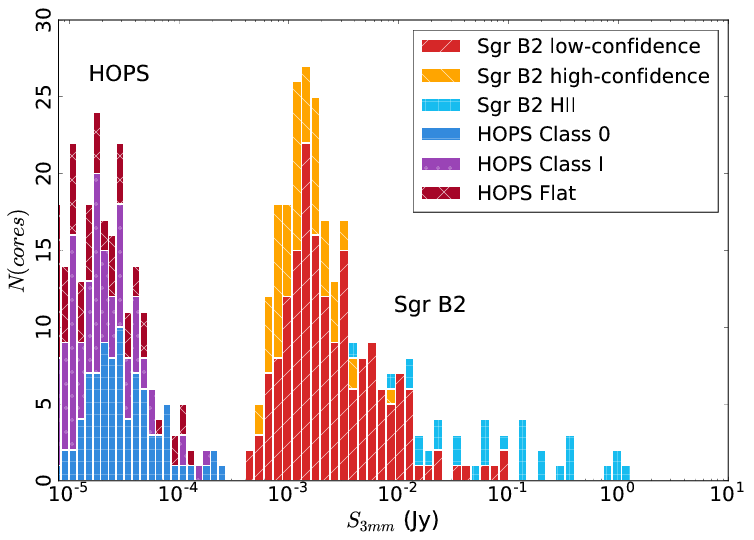 30
25
20
15
10
5
0
N(cores)
HOPS
Sgr B2
Sgr B2 low-confidence
Sgr B2 high-confidence
Sgr B2 HII
HOPS Class 0
HOPS Class I
HOPS Flat
10⁻⁵ 10⁻⁴ 10⁻³ 10⁻² 10⁻¹ 10⁰ 10¹
S₃ₘₘ (Jy)